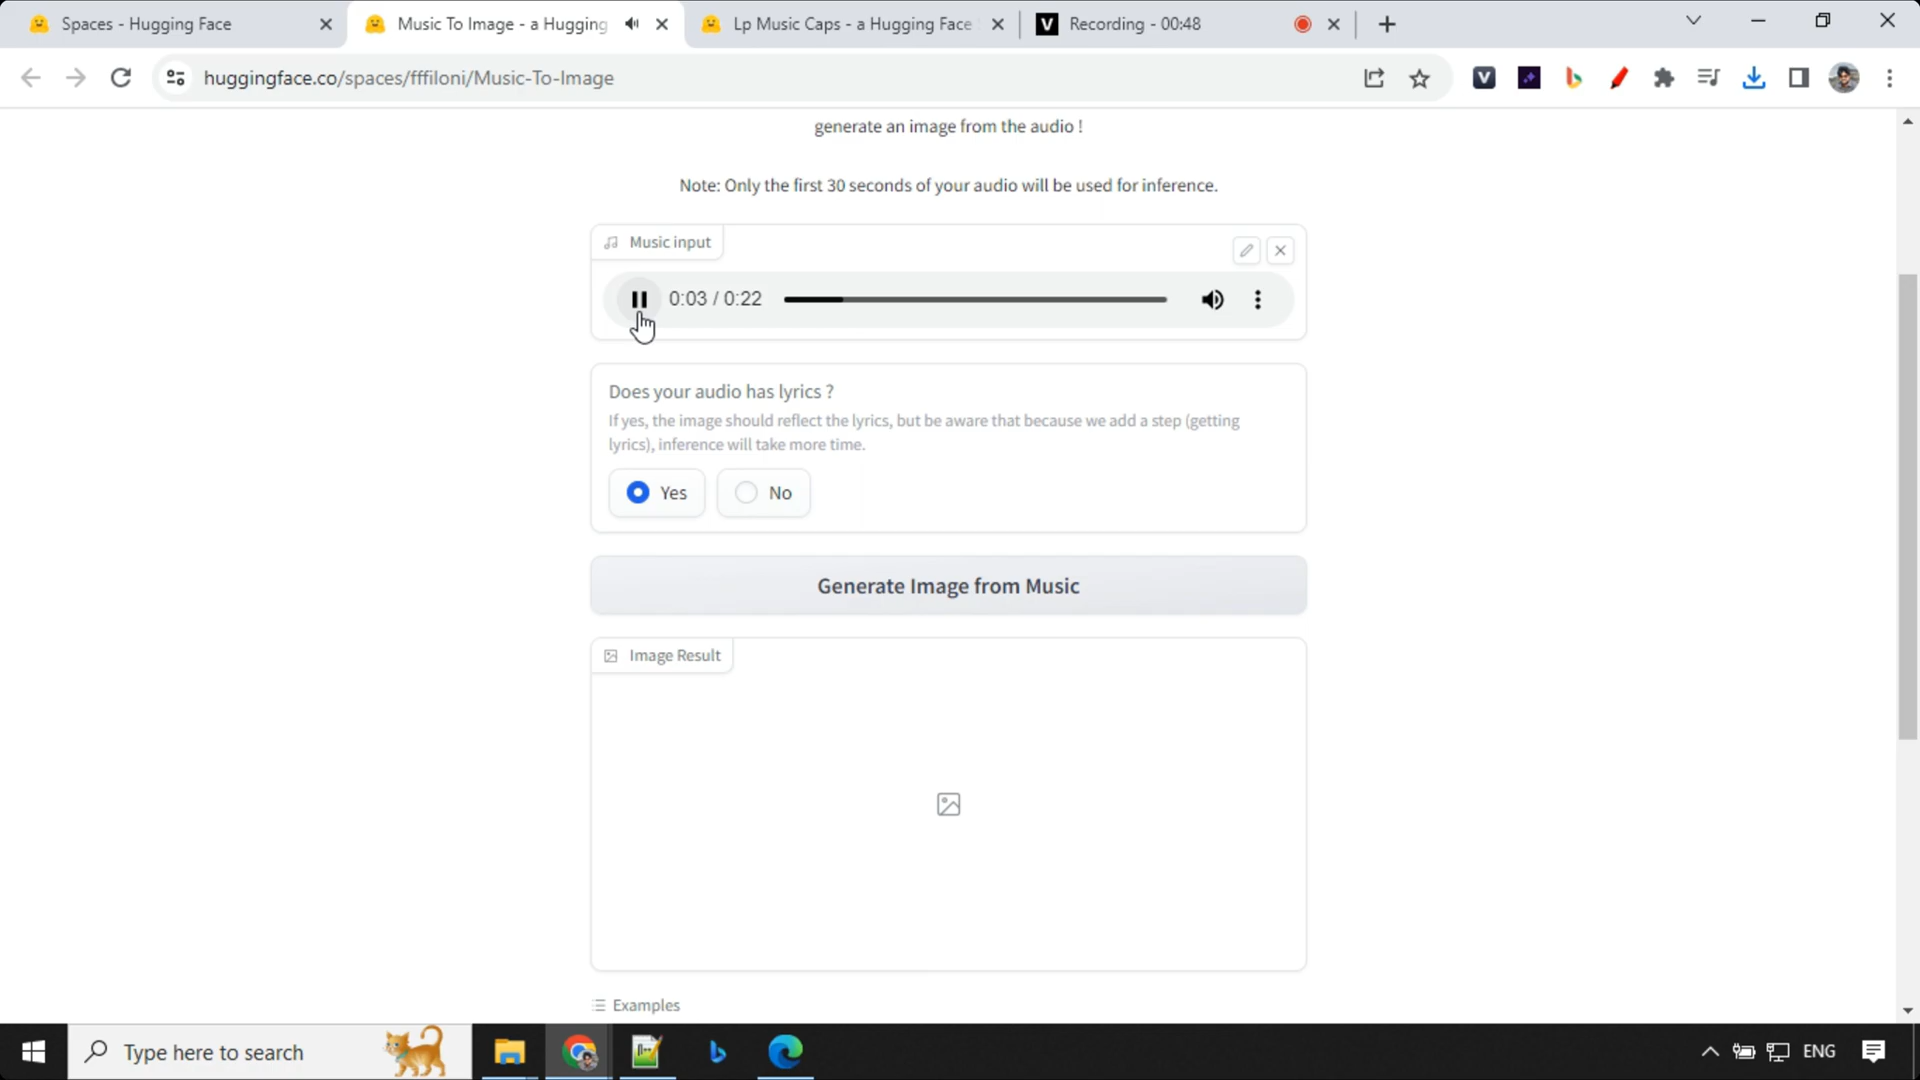 Spaces - Hugging Face
Music To Image - a Hugging
Lp Music Caps - a Hugging Face
V
Recording - 00:48
huggingface.co/spaces/fffiloni/Music-To-Image
generate an image from the audio !
Note: Only the first 30 seconds of your audio will be used for inference.
Music input
0:03 / 0:22
Does your audio has lyrics ?
If yes, the image should reflect the lyrics, but be aware that because we add a step (getting
lyrics), inference will take more time.
Yes
No
Generate Image from Music
Image Result
Examples
Type here to search
ENG